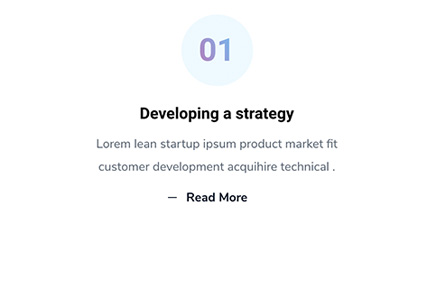 01
Developing a strategy
Lorem lean startup ipsum product market fit
customer development acquihire technical .
— Read More